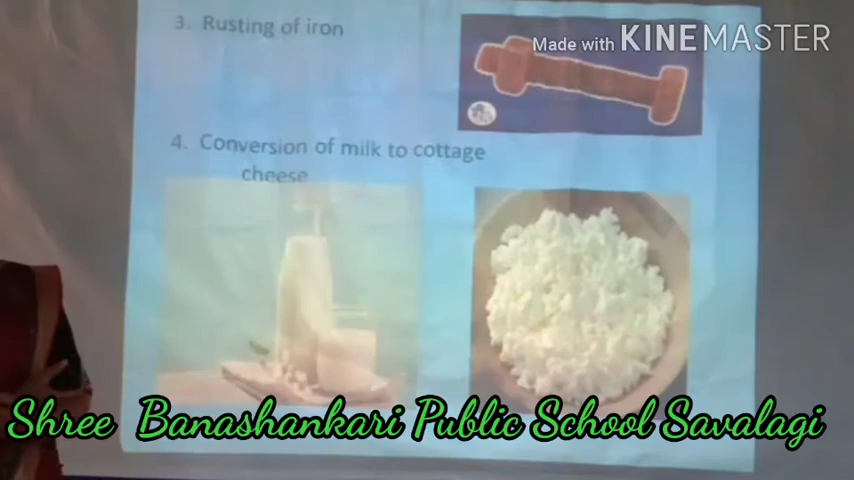 3. Rusting of iron
Made with KINEMASTER
4. Conversion of milk to cottage
cheese
Shree Banashankari Public School Savalagi